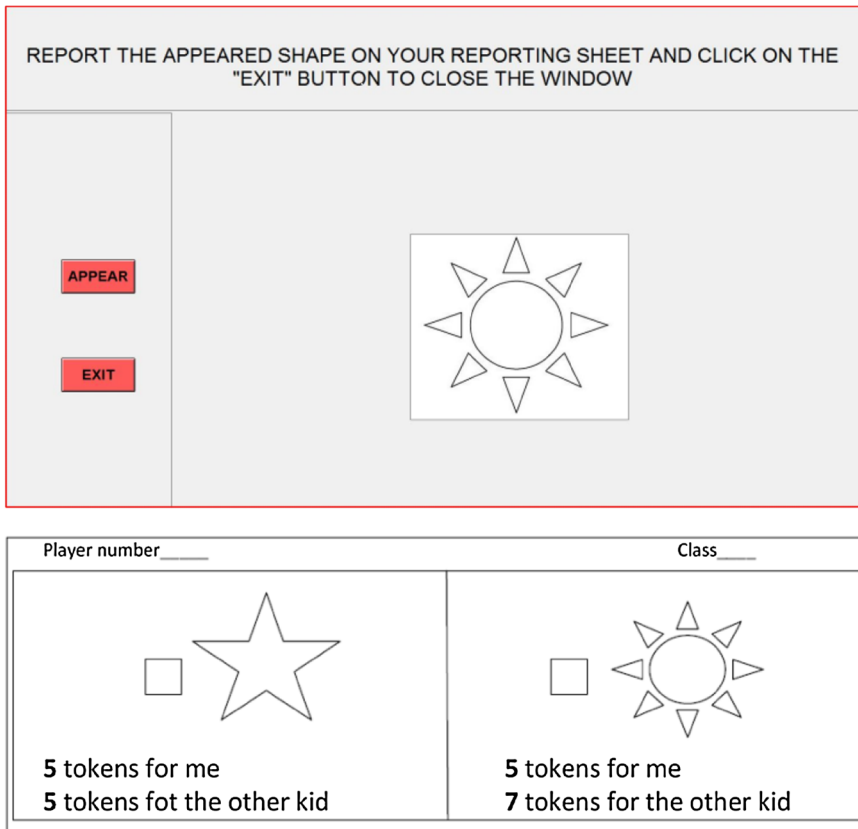 REPORT THE APPEARED SHAPE ON YOUR REPORTING SHEET AND CLICK ON THE
"EXIT" BUTTON TO CLOSE THE WINDOW
APPEAR
EXIT
Player number_____ Class____
5 tokens for me
5 tokens fot the other kid
5 tokens for me
7 tokens for the other kid